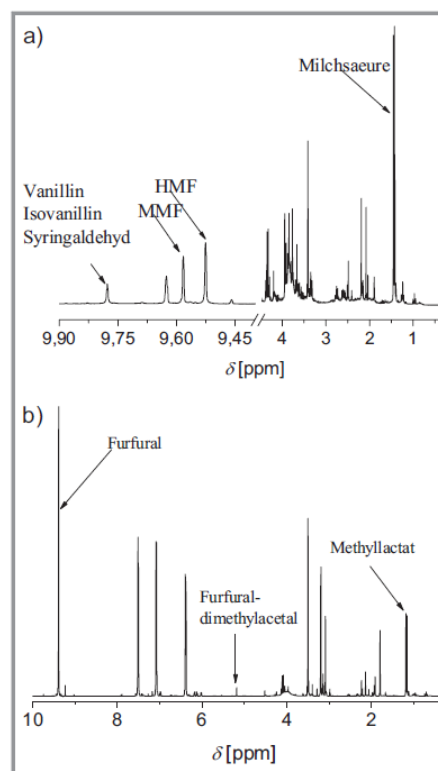 a)
Milchsaeure
HMF
Vanillin
Isovanillin
Syringaldehyd
MMF
9,90 9,75 9,60 9,45 4 3 2 1
δ [ppm]
b)
Furfural
Methyllactat
Furfural-
dimethylacetal
10 8 6 4 2
δ [ppm]